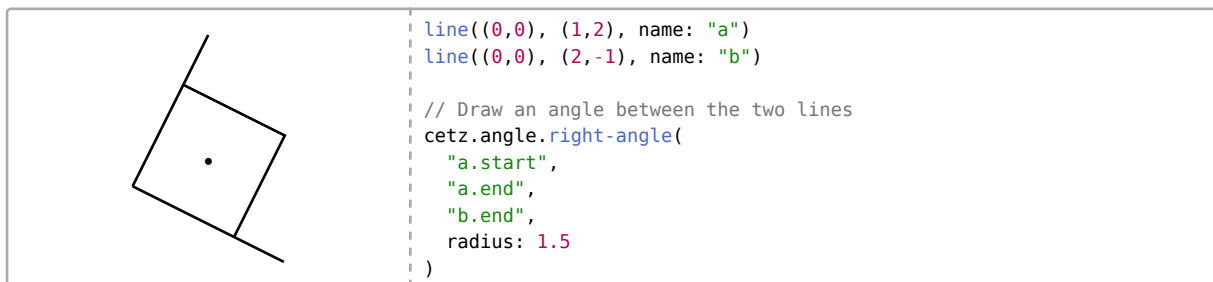 line((0,0), (1,2), name: "a")
line((0,0), (2,-1), name: "b")

// Draw an angle between the two lines
cetz.angle.right-angle(
  "a.start",
  "a.end",
  "b.end",
  radius: 1.5
)